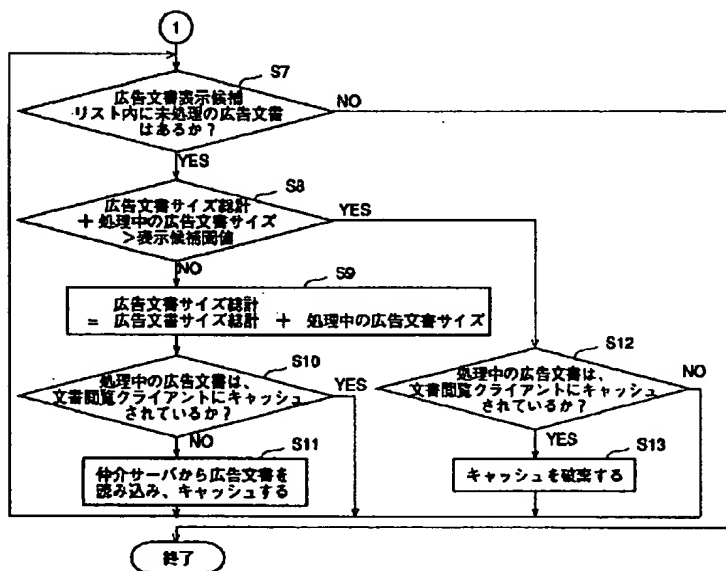 1
S7
広告文書表示候補
リスト内に未処理の広告文書
はあるか？
NO
YES
S8
広告文書サイズ総計
＋処理中の広告文書サイズ
＞表示候補閾値
YES
NO
S9
広告文書サイズ総計
＝ 広告文書サイズ総計 ＋ 処理中の広告文書サイズ
S10
処理中の広告文書は、
文書閲覧クライアントにキャッシュ
されているか？
YES
NO
S11
仲介サーバから広告文書を
読み込み、キャッシュする
S12
処理中の広告文書は、
文書閲覧クライアントにキャッシュ
されているか？
NO
YES
S13
キャッシュを破棄する
終了